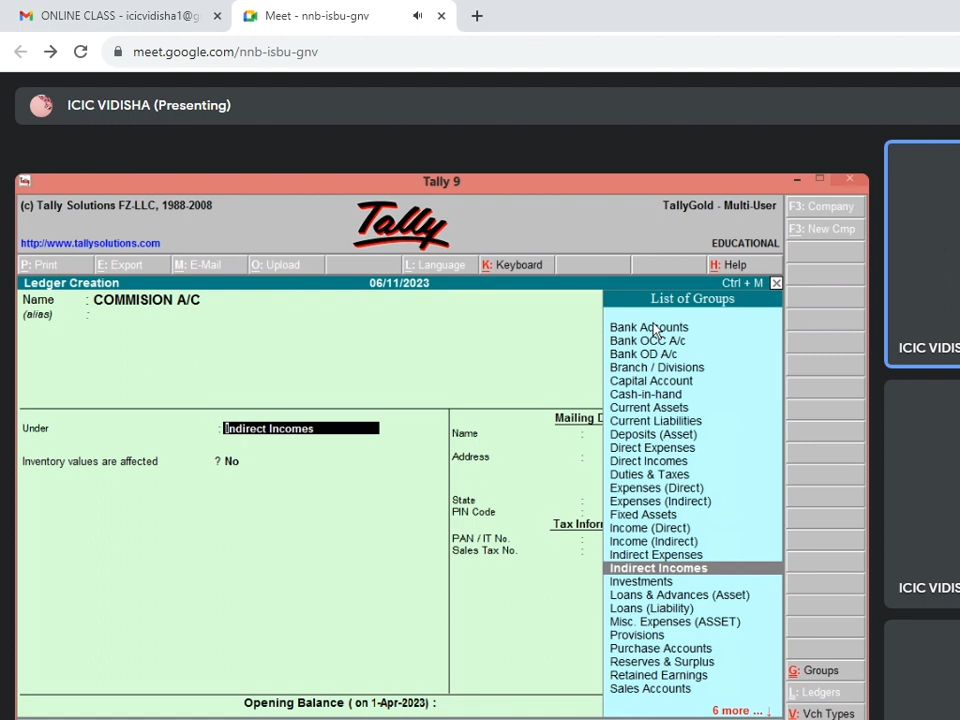 ONLINE CLASS - icicvidisha1@g
Meet - nnb-isbu-gnv
meet.google.com/nnb-isbu-gnv
ICIC VIDISHA (Presenting)
Tally 9
(c) Tally Solutions FZ-LLC, 1988-2008
TallyGold - Multi-User
F3: Company
Tally
F3: New Cmp
http://www.tallysolutions.com
EDUCATIONAL
P: Print
E: Export
M: E-Mail
O: Upload
L: Language
K: Keyboard
H: Help
Ledger Creation
06/11/2023
Ctrl + M
Name : COMMISION A/C
(alias) :
List of Groups
Bank Accounts
Bank OCC A/c
Bank OD A/c
Branch / Divisions
Capital Account
Cash-in-hand
Current Assets
Current Liabilities
Deposits (Asset)
Direct Expenses
Direct Incomes
Duties & Taxes
Expenses (Direct)
Expenses (Indirect)
Fixed Assets
Income (Direct)
Income (Indirect)
Indirect Expenses
Indirect Incomes
Investments
Loans & Advances (Asset)
Loans (Liability)
Misc. Expenses (ASSET)
Provisions
Purchase Accounts
Reserves & Surplus
Retained Earnings
Sales Accounts
6 more ... ↓
Under : Indirect Incomes
Inventory values are affected ? No
Mailing D
Name :
Address :
State :
PIN Code :
Tax Inforr
PAN / IT No. :
Sales Tax No. :
Opening Balance ( on 1-Apr-2023) :
G: Groups
L: Ledgers
V: Vch Types
ICIC VIDIS
ICIC VIDIS